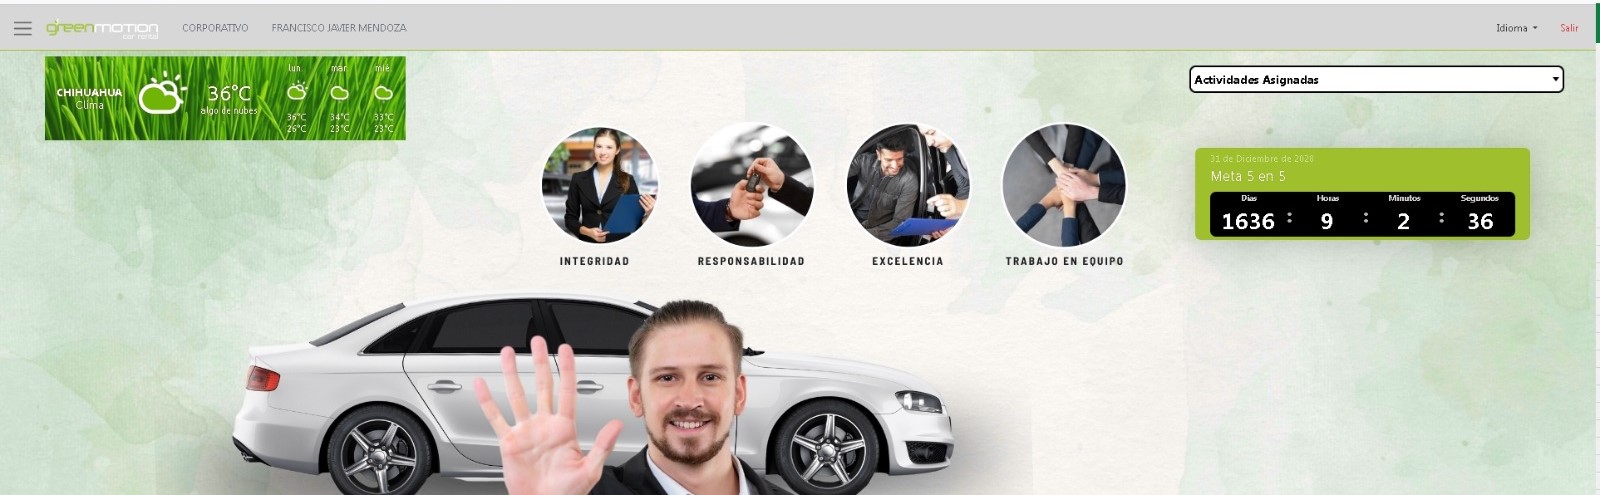 greenmotion
car rental
CORPORATIVO
FRANCISCO JAVIER MENDOZA
Idioma
Salir
CHIHUAHUA
Clima
36°C
algo de nubes
lun. mar. mié.
36°C 34°C 33°C
26°C 23°C 23°C
Actividades Asignadas
INTEGRIDAD
RESPONSABILIDAD
EXCELENCIA
TRABAJO EN EQUIPO
31 de Diciembre de 2026
Meta 5 en 5
Días Horas Minutos Segundos
1636 : 9 : 2 : 36